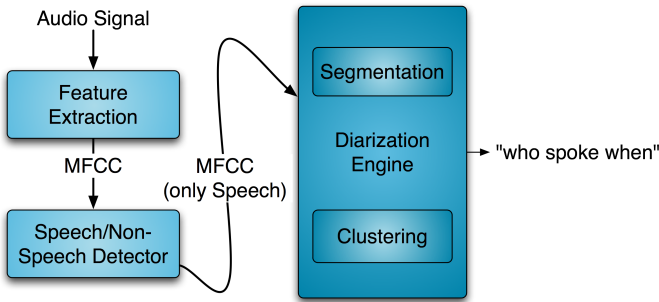 Audio Signal
Feature
Extraction
MFCC
Speech/Non-
Speech Detector
MFCC
(only Speech)
Segmentation
Diarization
Engine
Clustering
"who spoke when"